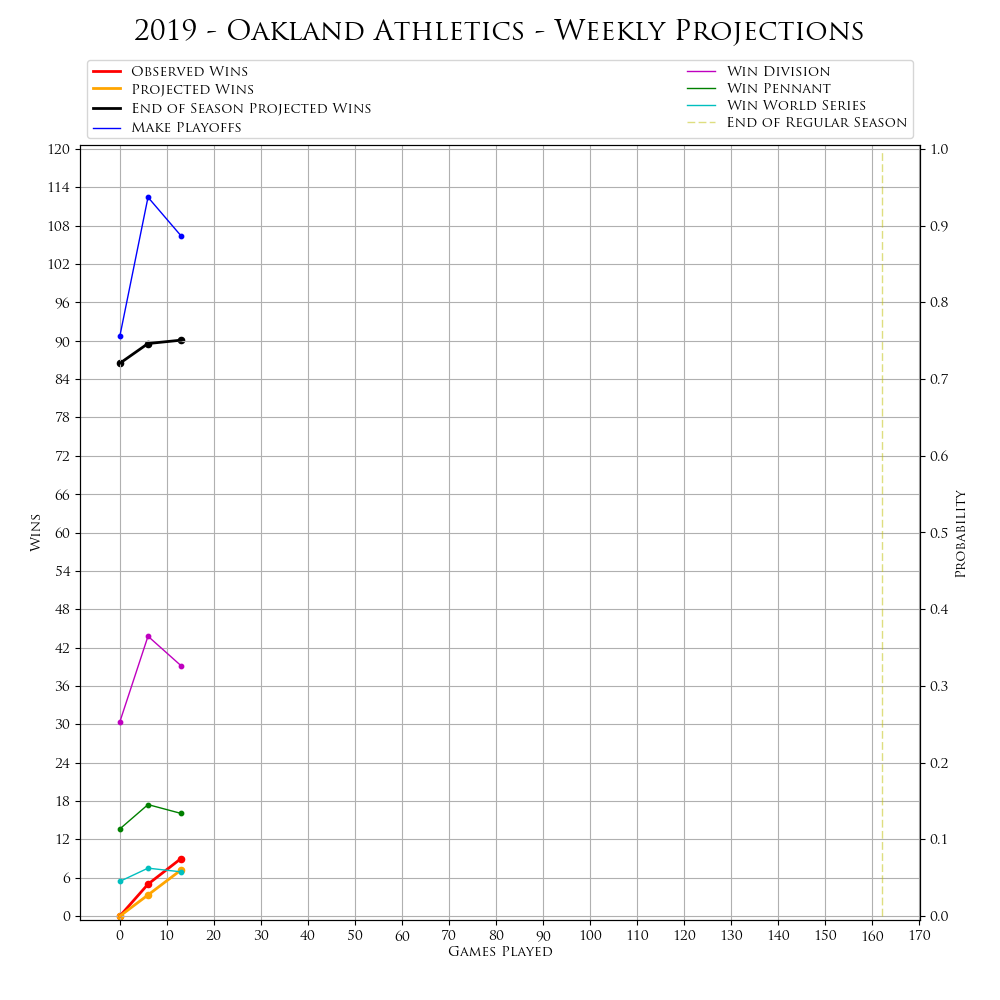 2019 - Oakland Athletics - Weekly Projections
Observed Wins
Projected Wins
End of Season Projected Wins
Make Playoffs
Win Division
Win Pennant
Win World Series
End of Regular Season
120
114
108
102
96
90
84
78
72
66
60
54
48
42
36
30
24
18
12
6
0
Wins
1.0
0.9
0.8
0.7
0.6
0.5
0.4
0.3
0.2
0.1
0.0
Probability
0 10 20 30 40 50 60 70 80 90 100 110 120 130 140 150 160 170
Games Played